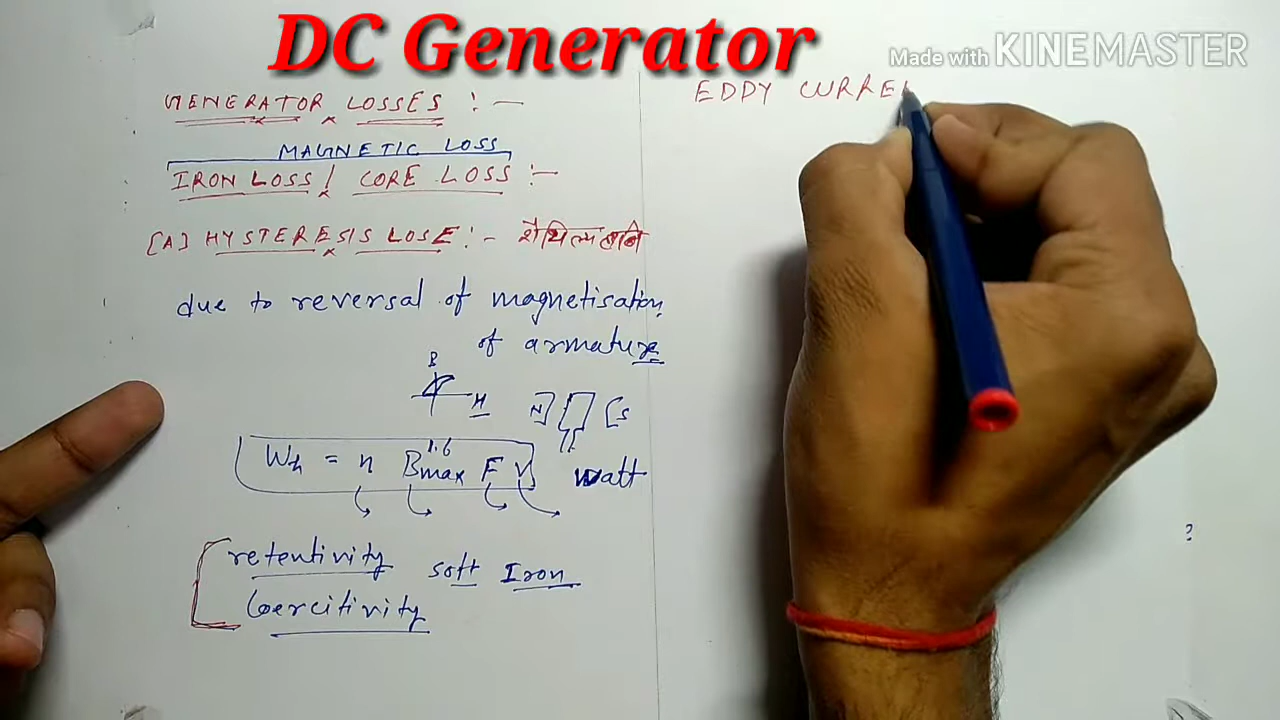 DC Generator
Made with KINEMASTER
GENERATOR LOSSES :-
MAGNETIC LOSS
IRON LOSS / CORE LOSS :-
[A] HYSTERESIS LOSE :- शैथिल्य हानि
due to reversal of magnetisation
of armature
B
H
N S
Wh = η Bmax^1.6 F V watt
retentivity soft Iron
Coercitivity
EDDY CURRE
?